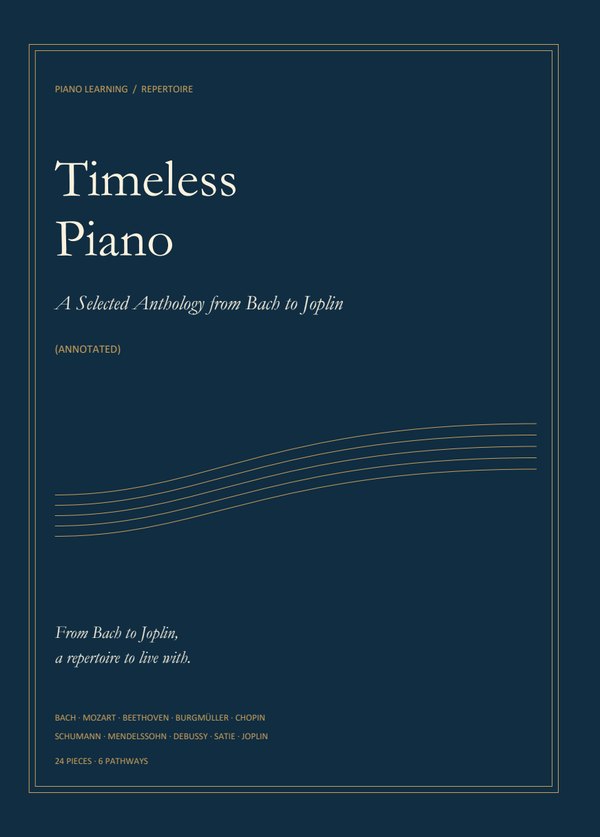 PIANO LEARNING / REPERTOIRE
Timeless
Piano
A Selected Anthology from Bach to Joplin
(ANNOTATED)
From Bach to Joplin,
a repertoire to live with.
BACH · MOZART · BEETHOVEN · BURGMÜLLER · CHOPIN
SCHUMANN · MENDELSSOHN · DEBUSSY · SATIE · JOPLIN
24 PIECES · 6 PATHWAYS